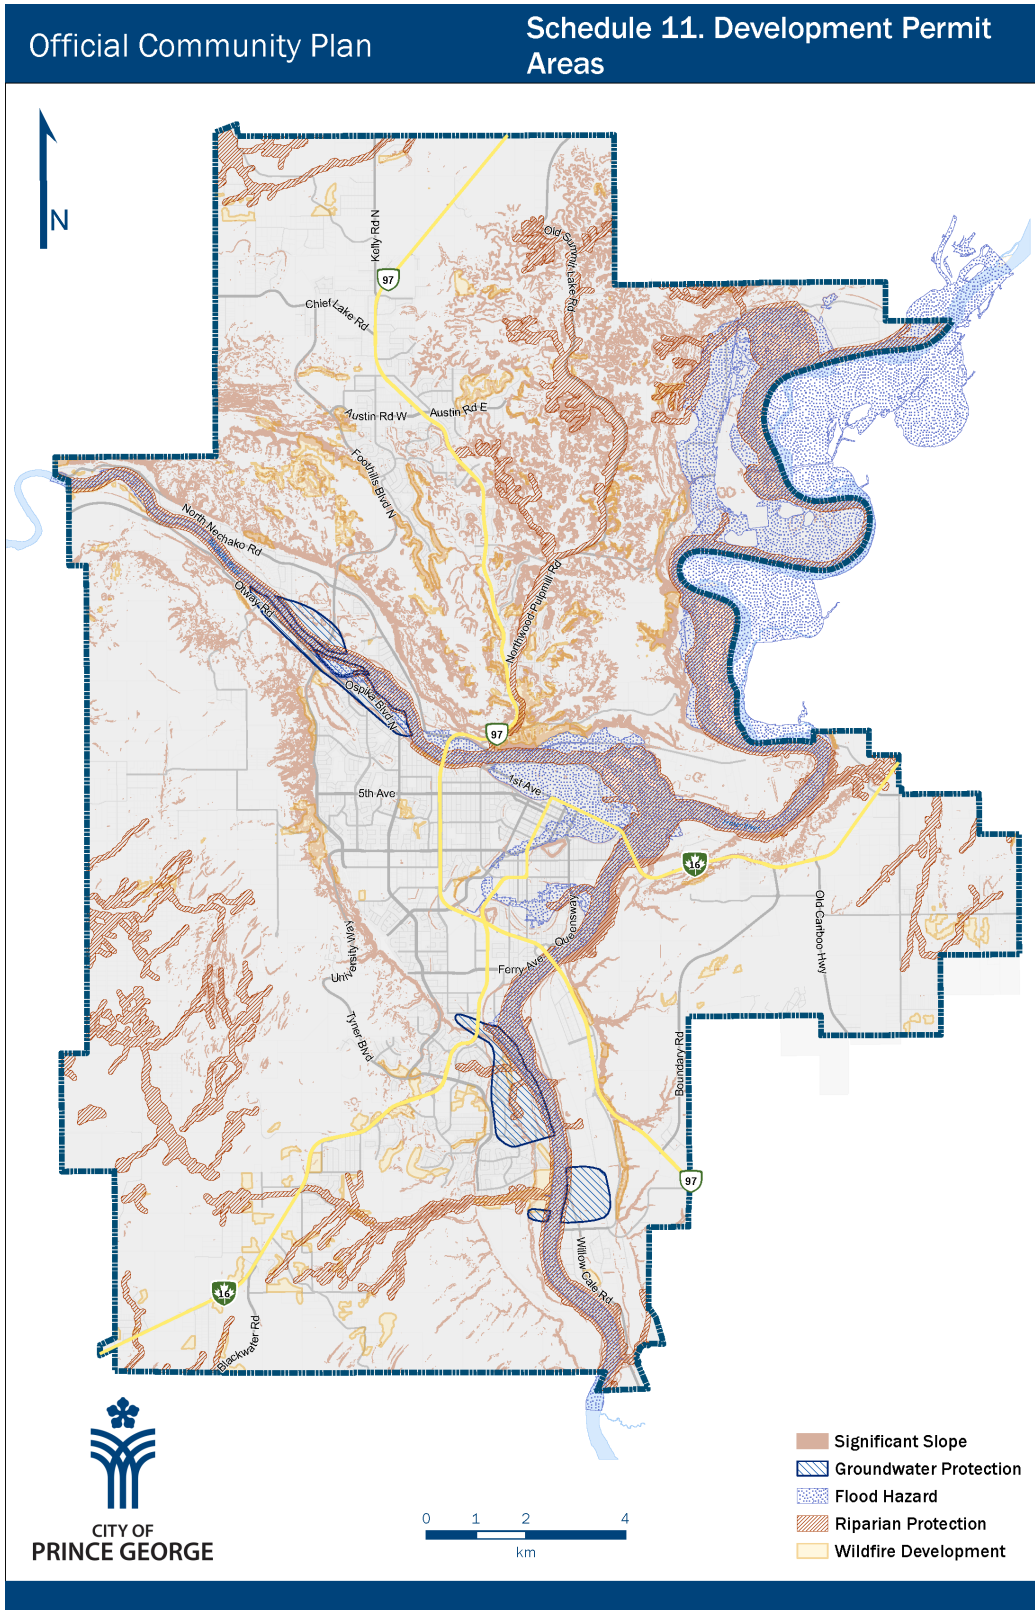 Official Community Plan
Schedule 11. Development Permit
Areas
N
Kelly Rd N
Old Summit Lake Rd
97
Chief Lake Rd
Austin Rd W
Austin Rd E
Foothills Blvd N
North Nechako Rd
Otway Rd
Northwood Pulpmill Rd
Ospika Blvd N
97
1st Ave
5th Ave
16
Old Cariboo Hwy
Queensway
University Way
Ferry Ave
Tyner Blvd
Boundary Rd
97
Willow Cale Rd
16
Blackwater Rd
CITY OF
PRINCE GEORGE
0 1 2 4
km
Significant Slope
Groundwater Protection
Flood Hazard
Riparian Protection
Wildfire Development